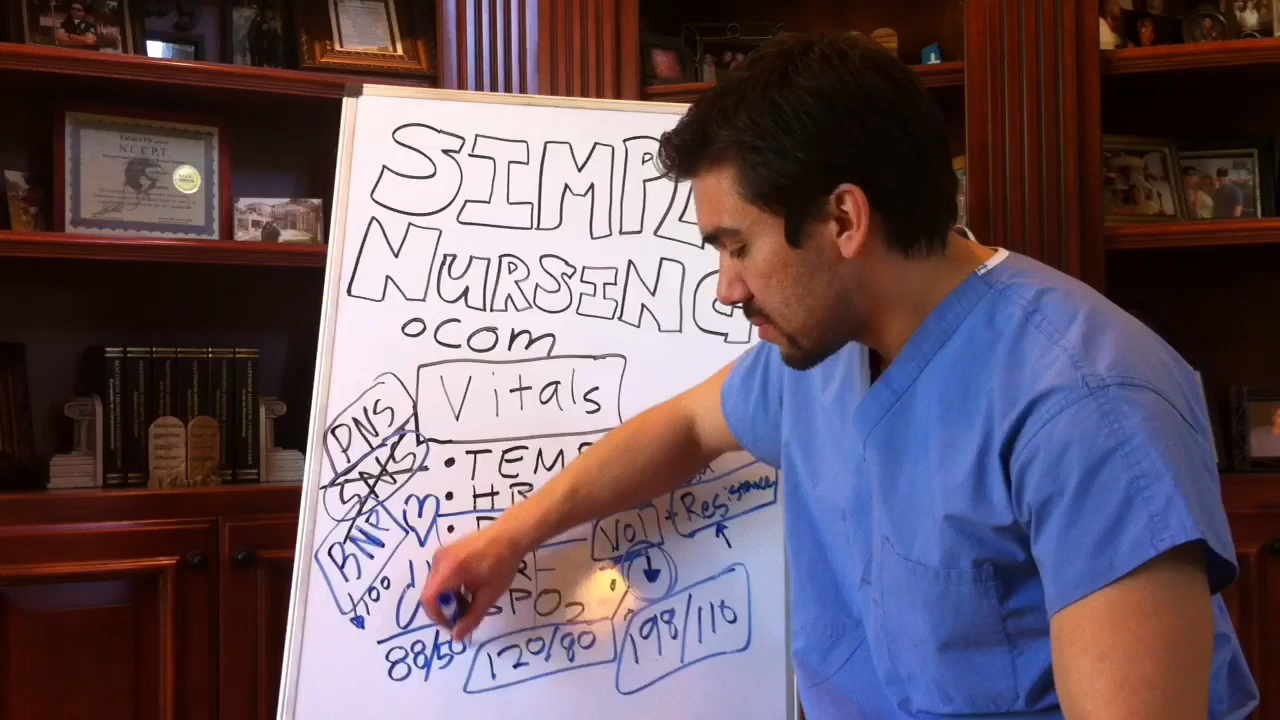 N.C.C.P.T.
SIMPL
NURSING
.com
Vitals
PNS
SNS
• TEMP
• HR
BNP
Vol + Resistance
SPO2
↓100
88/50
120/80
198/110